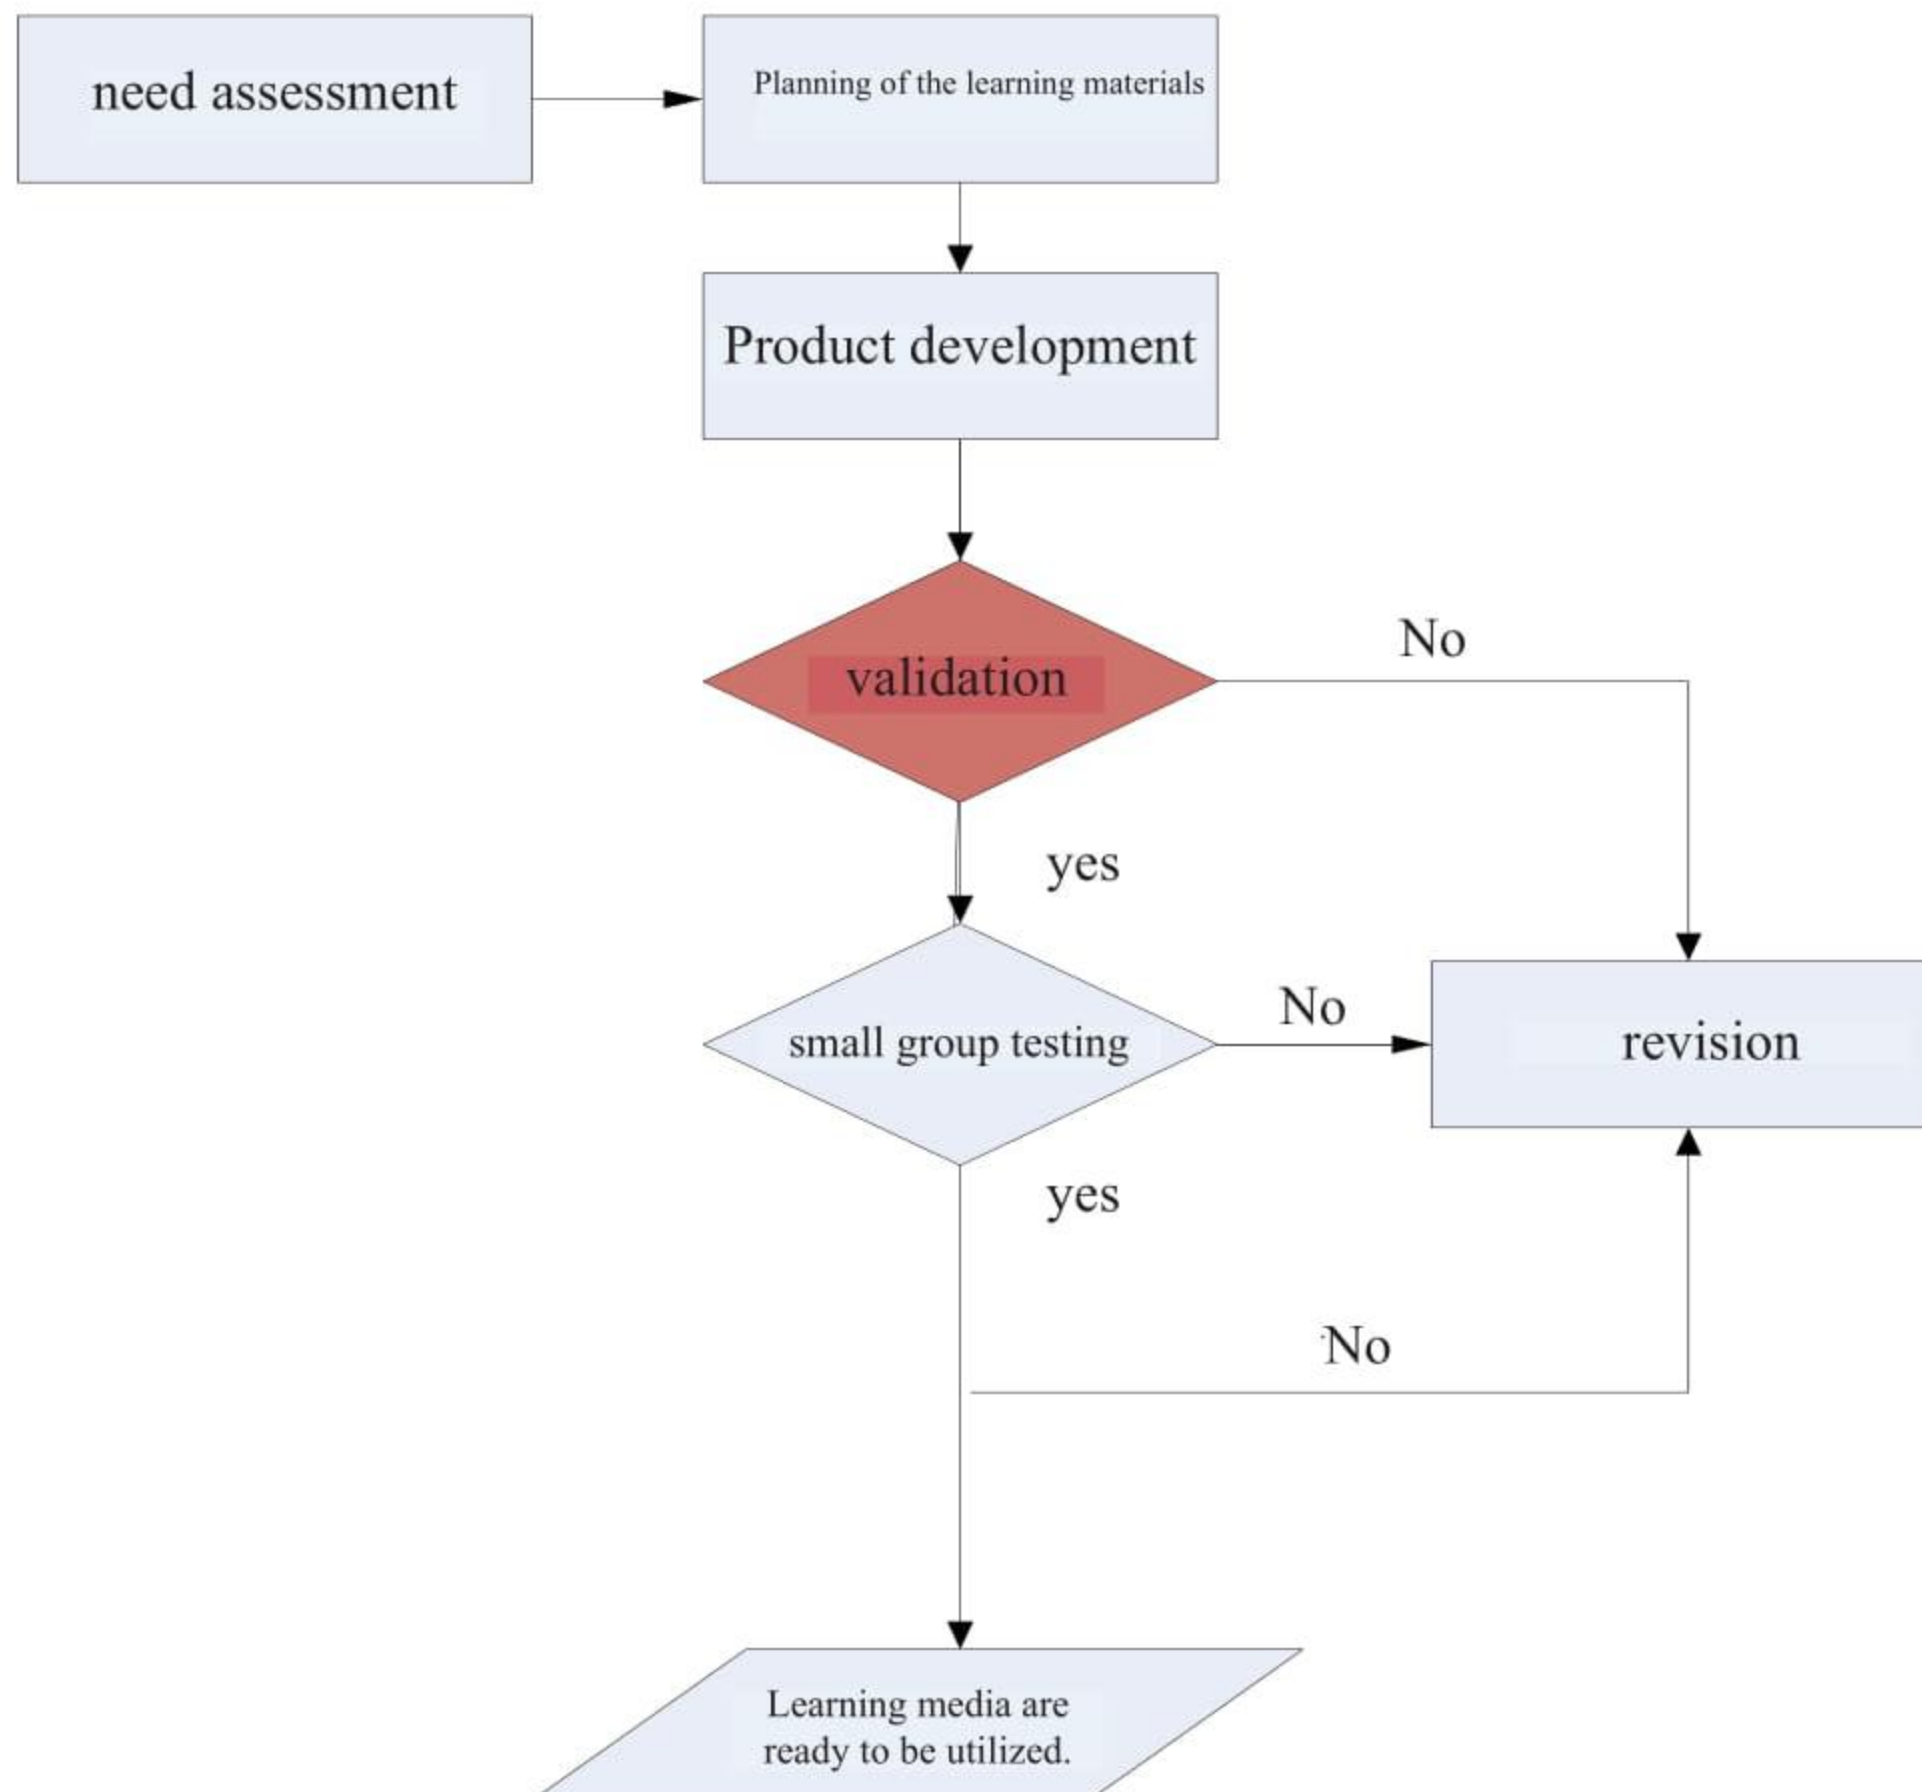 need assessment
Planning of the learning materials
Product development
validation
No
yes
small group testing
No
revision
yes
No
Learning media are
ready to be utilized.